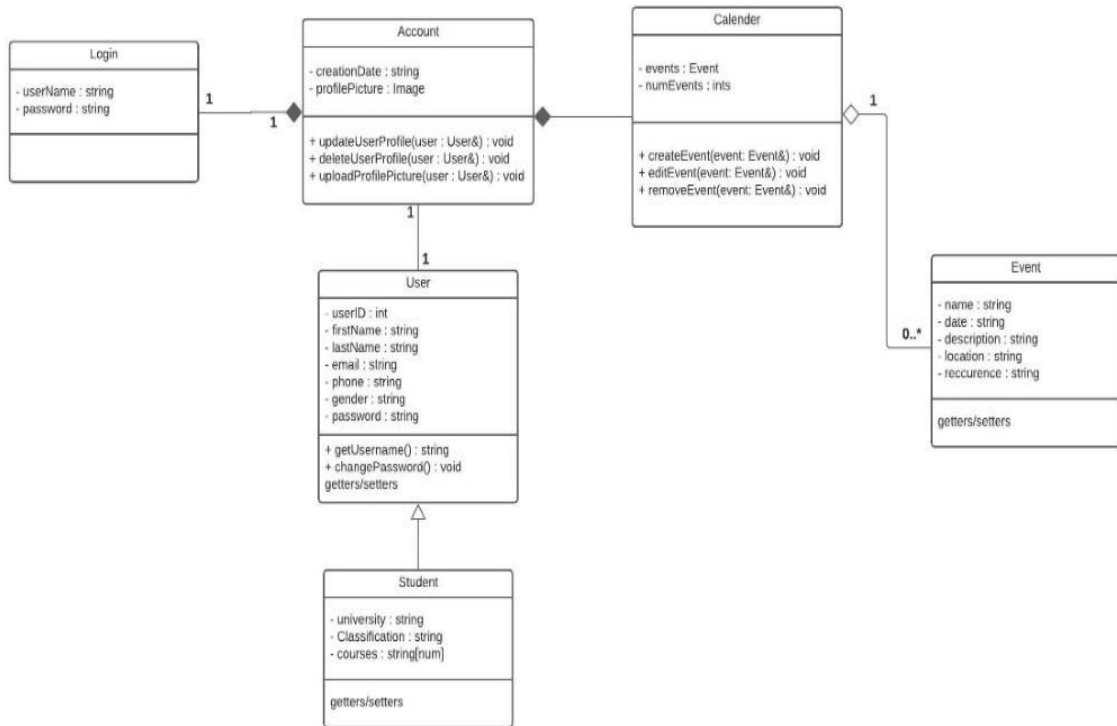 Login
- userName : string
- password : string
1
1
Account
- creationDate : string
- profilePicture : Image
+ updateUserProfile(user : User&) : void
+ deleteUserProfile(user : User&) : void
+ uploadProfilePicture(user : User&) : void
1
1
Calender
- events : Event
- numEvents : ints
+ createEvent(event: Event&) : void
+ editEvent(event: Event&) : void
+ removeEvent(event: Event&) : void
1
0..*
Event
- name : string
- date : string
- description : string
- location : string
- reccurence : string
getters/setters
User
- userID : int
- firstName : string
- lastName : string
- email : string
- phone : string
- gender : string
- password : string
+ getUsername() : string
+ changePassword() : void
getters/setters
Student
- university : string
- Classification : string
- courses : string[num]
getters/setters